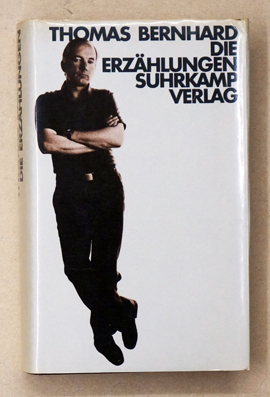 THOMAS BERNHARD
DIE
ERZÄHLUNGEN
SUHRKAMP
VERLAG
DIE ERZÄHLUNGEN